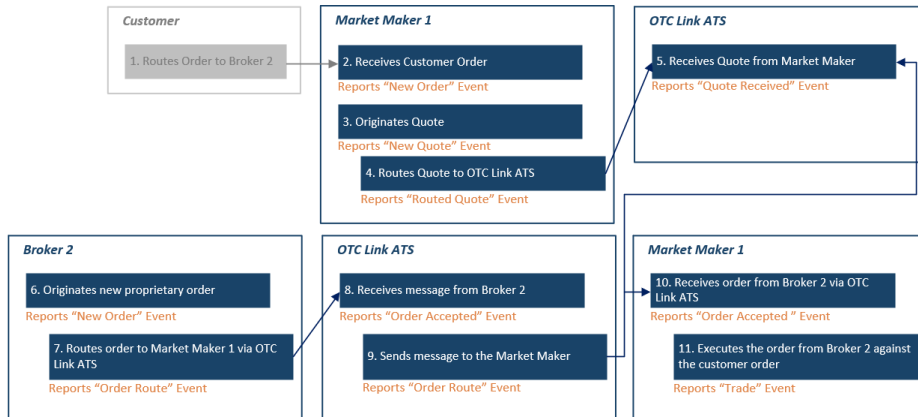 Customer
1. Routes Order to Broker 2
Market Maker 1
2. Receives Customer Order
Reports “New Order” Event
3. Originates Quote
Reports “New Quote” Event
4. Routes Quote to OTC Link ATS
Reports “Routed Quote” Event
OTC Link ATS
5. Receives Quote from Market Maker
Reports “Quote Received” Event
Broker 2
6. Originates new proprietary order
Reports “New Order” Event
7. Routes order to Market Maker 1 via OTC
Link ATS
Reports “Order Route” Event
OTC Link ATS
8. Receives message from Broker 2
Reports “Order Accepted” Event
9. Sends message to the Market Maker
Reports “Order Route” Event
Market Maker 1
10. Receives order from Broker 2 via OTC
Link ATS
Reports “Order Accepted ” Event
11. Executes the order from Broker 2 against
the customer order
Reports “Trade” Event